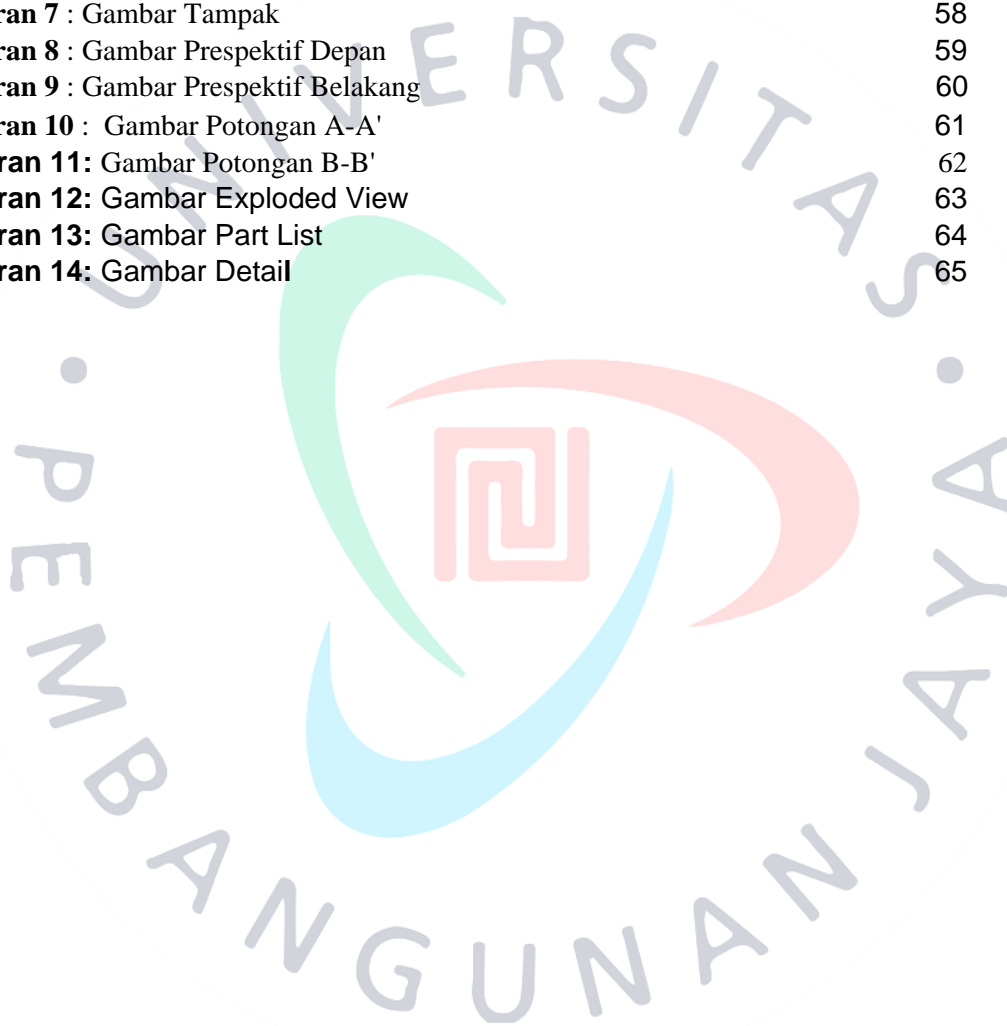 ran 7 : Gambar Tampak 58
ran 8 : Gambar Prespektif Depan 59
ran 9 : Gambar Prespektif Belakang 60
ran 10 :  Gambar Potongan A-A' 61
ran 11: Gambar Potongan B-B' 62
ran 12: Gambar Exploded View 63
ran 13: Gambar Part List 64
ran 14: Gambar Detail 65
UNIVERSITAS
PEMBANGUNAN JAYA